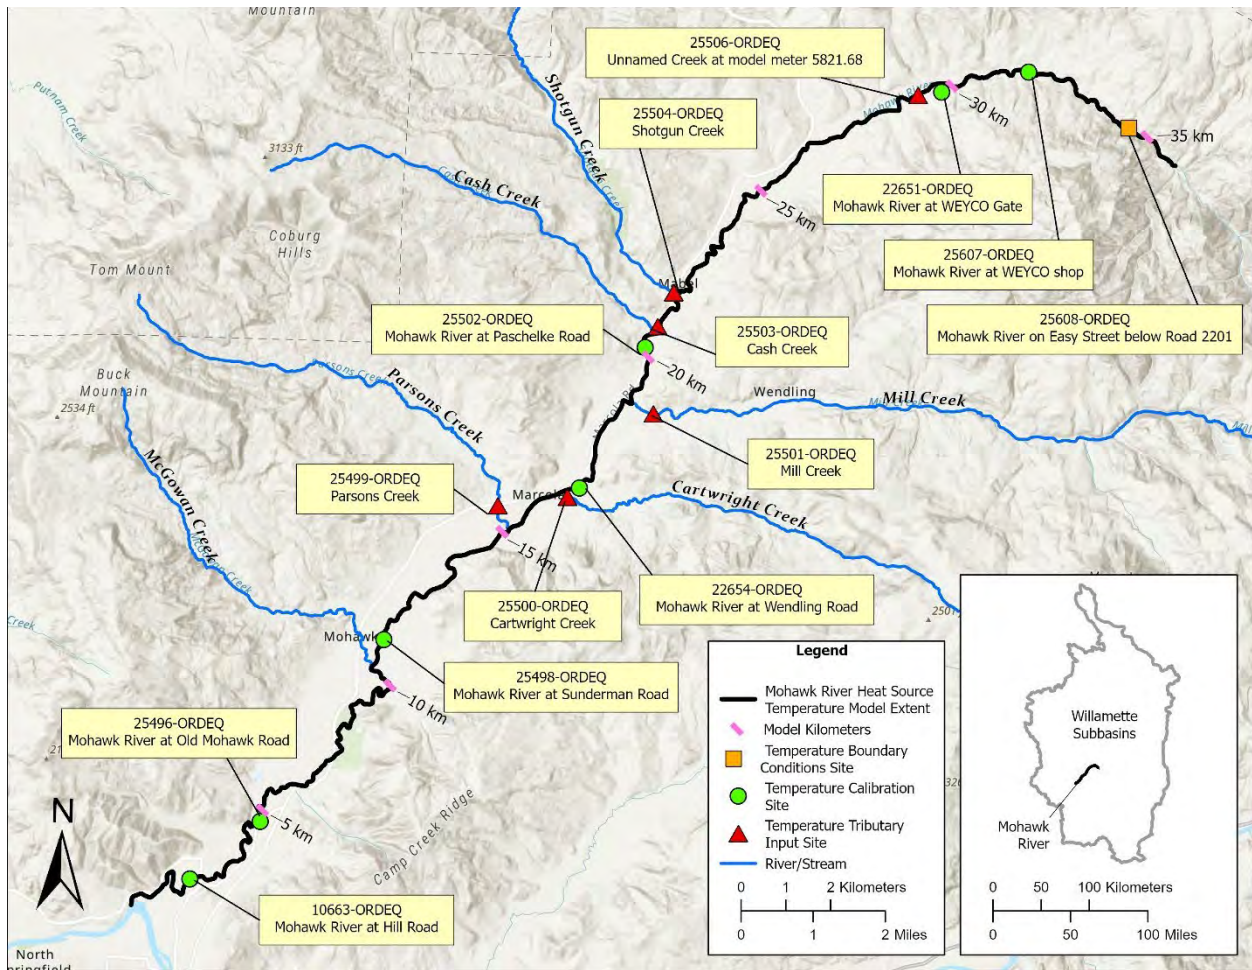 Mountain
25506-ORDEQ
Unnamed Creek at model meter 5821.68
Putnam Creek
Shotgun Creek
25504-ORDEQ
Shotgun Creek
30 km
35 km
3133 ft
Cash Creek
22651-ORDEQ
Mohawk River at WEYCO Gate
25 km
Coburg
Hills
25607-ORDEQ
Mohawk River at WEYCO shop
Tom Mount
Mabel
25502-ORDEQ
Mohawk River at Paschelke Road
25503-ORDEQ
Cash Creek
25608-ORDEQ
Mohawk River on Easy Street below Road 2201
Parsons Creek
Parsons Creek
20 km
Buck
Mountain
2534 ft
Wendling
Mill Creek
McGowan Creek
25501-ORDEQ
Mill Creek
25499-ORDEQ
Parsons Creek
Cartwright Creek
15 km
25500-ORDEQ
Cartwright Creek
22654-ORDEQ
Mohawk River at Wendling Road
Creek
Mohawk
25498-ORDEQ
Mohawk River at Sunderman Road
10 km
25496-ORDEQ
Mohawk River at Old Mohawk Road
5 km
Camp Creek Ridge
N
10663-ORDEQ
Mohawk River at Hill Road
North
Legend
Mohawk River Heat Source
Temperature Model Extent
Model Kilometers
Temperature Boundary
Conditions Site
Temperature Calibration
Site
Temperature Tributary
Input Site
River/Stream
0 1 2 Kilometers
0 1 2 Miles
Willamette
Subbasins
Mohawk
River
0 50 100 Kilometers
0 50 100 Miles